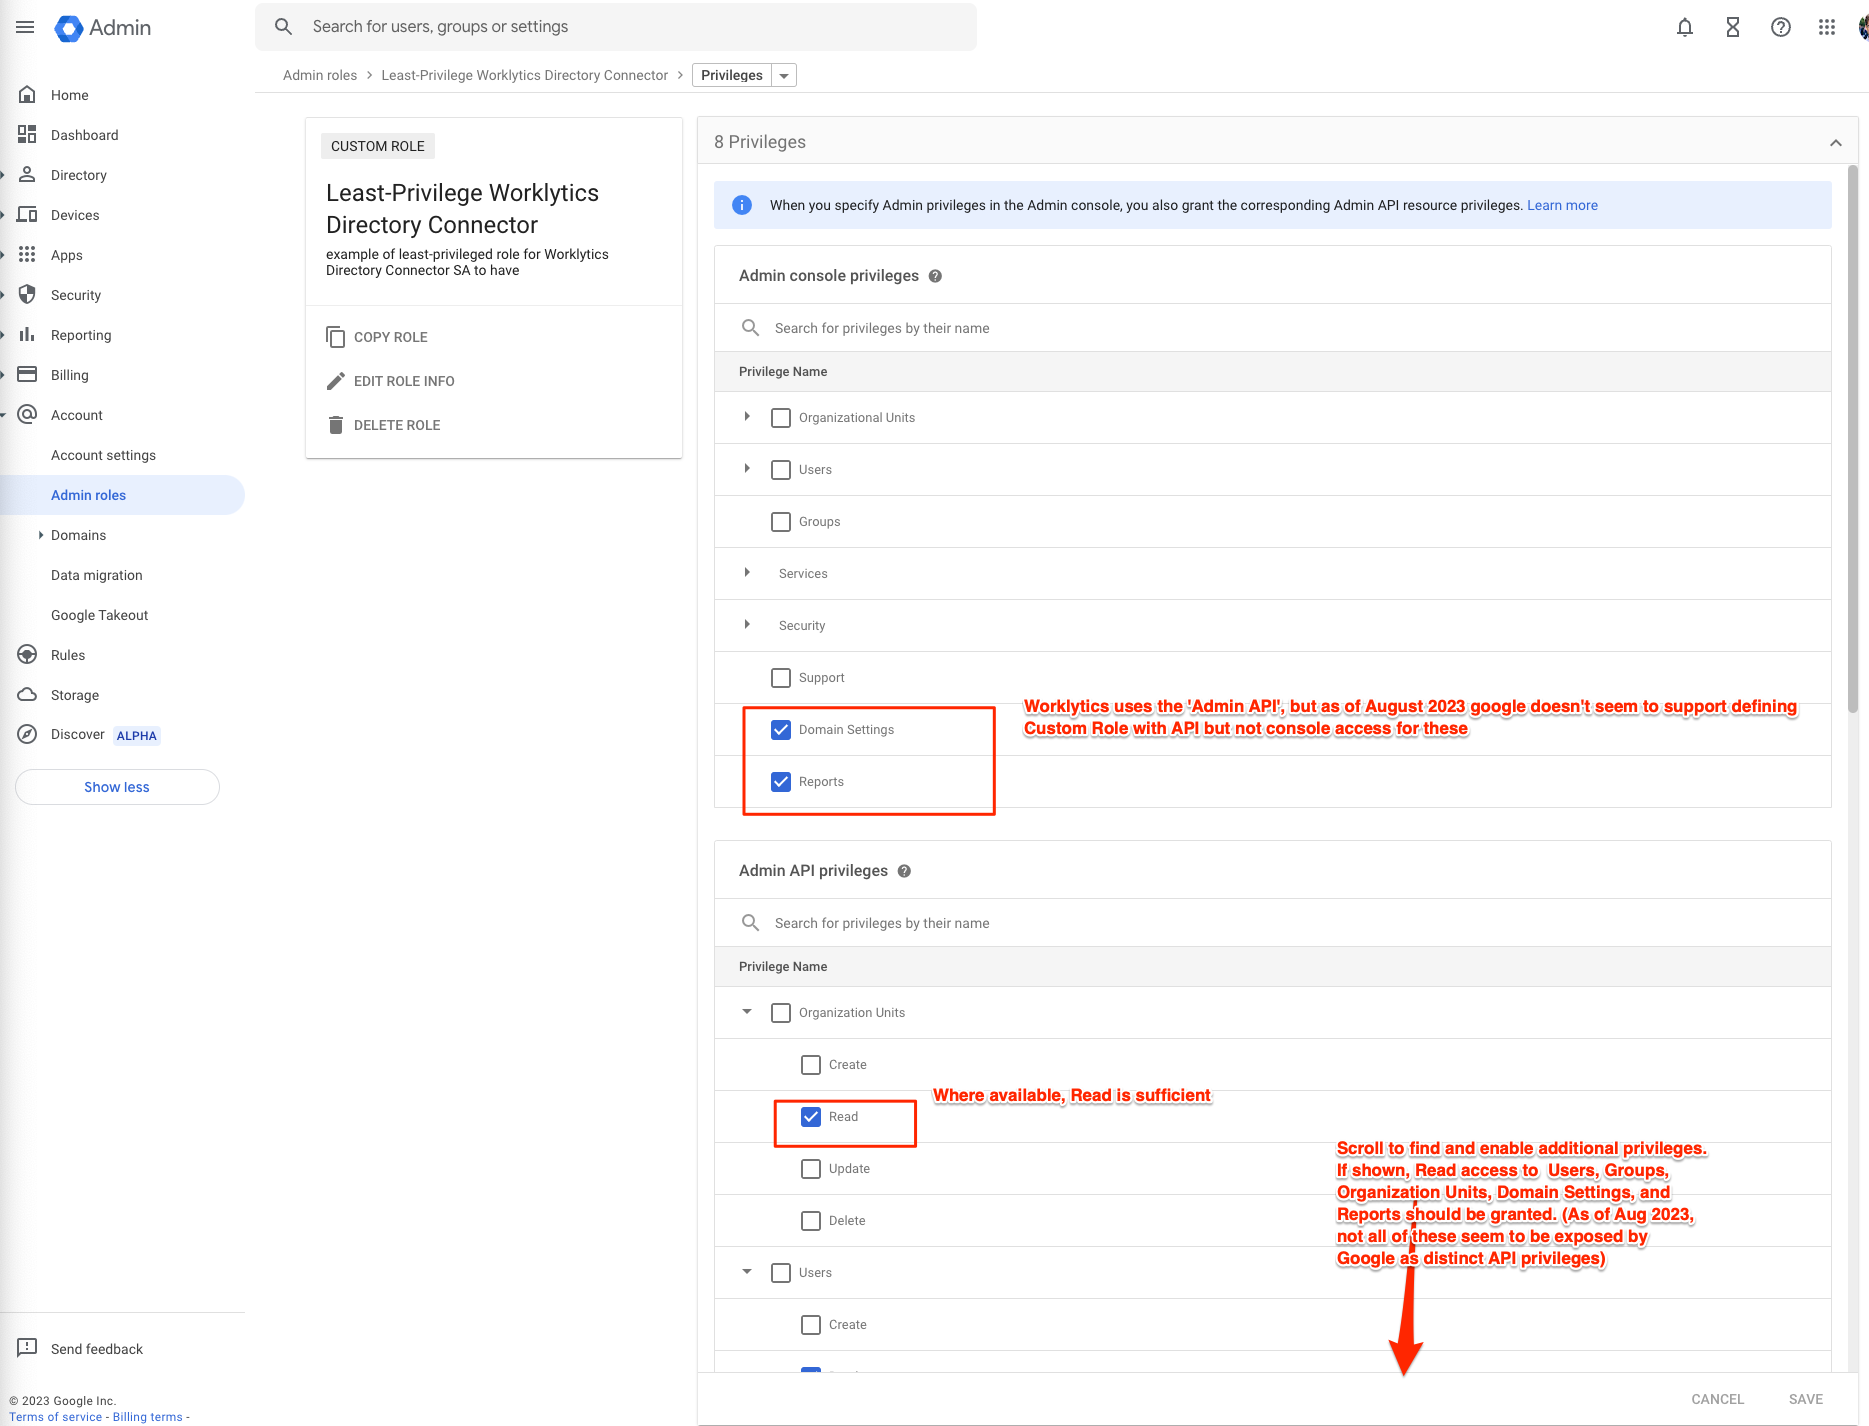 Admin
Search for users, groups or settings
Admin roles > Least-Privilege Worklytics Directory Connector > Privileges
Home
Dashboard
Directory
Devices
Apps
Security
Reporting
Billing
Account
Account settings
Admin roles
Domains
Data migration
Google Takeout
Rules
Storage
Discover ALPHA
Show less
Send feedback
© 2023 Google Inc.
Terms of service - Billing terms -
CUSTOM ROLE
Least-Privilege Worklytics
Directory Connector
example of least-privileged role for Worklytics
Directory Connector SA to have
COPY ROLE
EDIT ROLE INFO
DELETE ROLE
8 Privileges
When you specify Admin privileges in the Admin console, you also grant the corresponding Admin API resource privileges. Learn more
Admin console privileges
Search for privileges by their name
Privilege Name
Organizational Units
Users
Groups
Services
Security
Support
Worklytics uses the 'Admin API', but as of August 2023 google doesn't seem to support defining
Custom Role with API but not console access for these
Domain Settings
Reports
Admin API privileges
Search for privileges by their name
Privilege Name
Organization Units
Create
Where available, Read is sufficient
Read
Update
Delete
Scroll to find and enable additional privileges.
If shown, Read access to  Users, Groups,
Organization Units, Domain Settings, and
Reports should be granted. (As of Aug 2023,
not all of these seem to be exposed by
Google as distinct API privileges)
Users
Create
CANCEL
SAVE